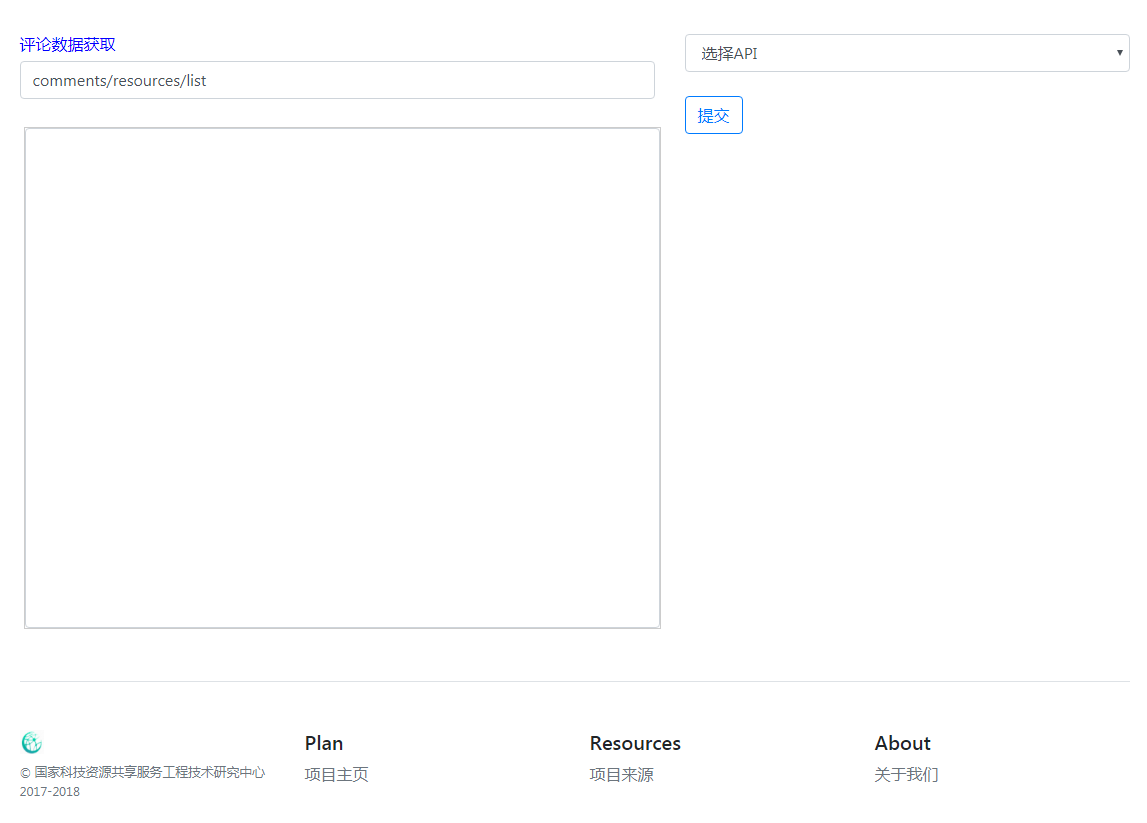 评论数据获取
comments/resources/list
选择API
提交
© 国家科技资源共享服务工程技术研究中心
2017-2018
Plan
项目主页
Resources
项目来源
About
关于我们